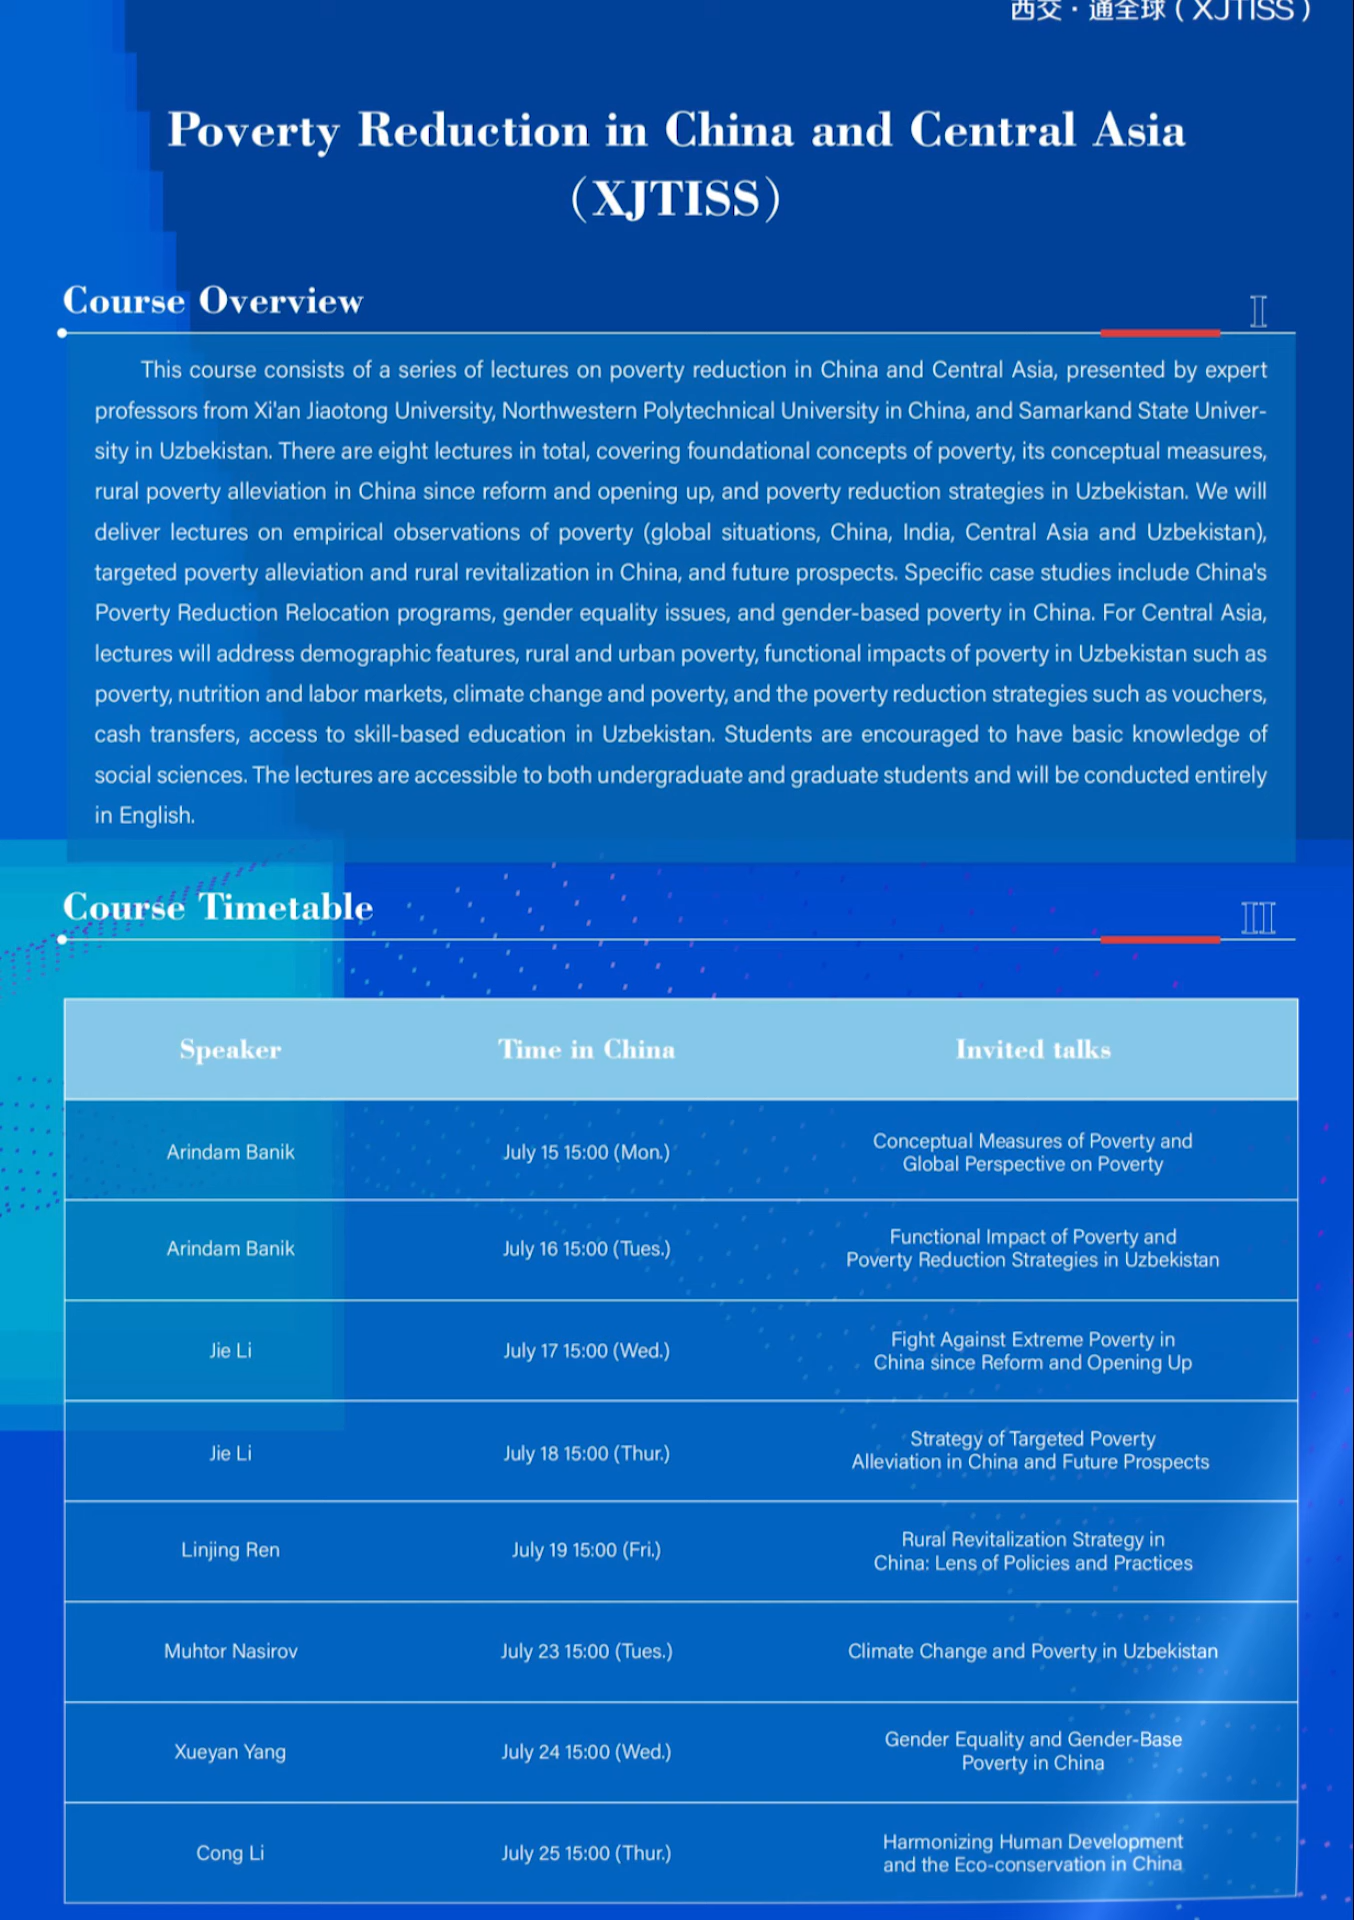 西交·通全球（XJTISS）
Poverty Reduction in China and Central Asia
（XJTISS）
Course Overview
I
This course consists of a series of lectures on poverty reduction in China and Central Asia, presented by expert
professors from Xi'an Jiaotong University, Northwestern Polytechnical University in China, and Samarkand State Univer-
sity in Uzbekistan. There are eight lectures in total, covering foundational concepts of poverty, its conceptual measures,
rural poverty alleviation in China since reform and opening up, and poverty reduction strategies in Uzbekistan. We will
deliver lectures on empirical observations of poverty (global situations, China, India, Central Asia and Uzbekistan),
targeted poverty alleviation and rural revitalization in China, and future prospects. Specific case studies include China's
Poverty Reduction Relocation programs, gender equality issues, and gender-based poverty in China. For Central Asia,
lectures will address demographic features, rural and urban poverty, functional impacts of poverty in Uzbekistan such as
poverty, nutrition and labor markets, climate change and poverty, and the poverty reduction strategies such as vouchers,
cash transfers, access to skill-based education in Uzbekistan. Students are encouraged to have basic knowledge of
social sciences. The lectures are accessible to both undergraduate and graduate students and will be conducted entirely
in English.
Course Timetable
II
Speaker Time in China Invited talks
Arindam Banik July 15 15:00 (Mon.) Conceptual Measures of Poverty and
Global Perspective on Poverty
Arindam Banik July 16 15:00 (Tues.) Functional Impact of Poverty and
Poverty Reduction Strategies in Uzbekistan
Jie Li July 17 15:00 (Wed.) Fight Against Extreme Poverty in
China since Reform and Opening Up
Jie Li July 18 15:00 (Thur.) Strategy of Targeted Poverty
Alleviation in China and Future Prospects
Linjing Ren July 19 15:00 (Fri.) Rural Revitalization Strategy in
China: Lens of Policies and Practices
Muhtor Nasirov July 23 15:00 (Tues.) Climate Change and Poverty in Uzbekistan
Xueyan Yang July 24 15:00 (Wed.) Gender Equality and Gender-Base
Poverty in China
Cong Li July 25 15:00 (Thur.) Harmonizing Human Development
and the Eco-conservation in China